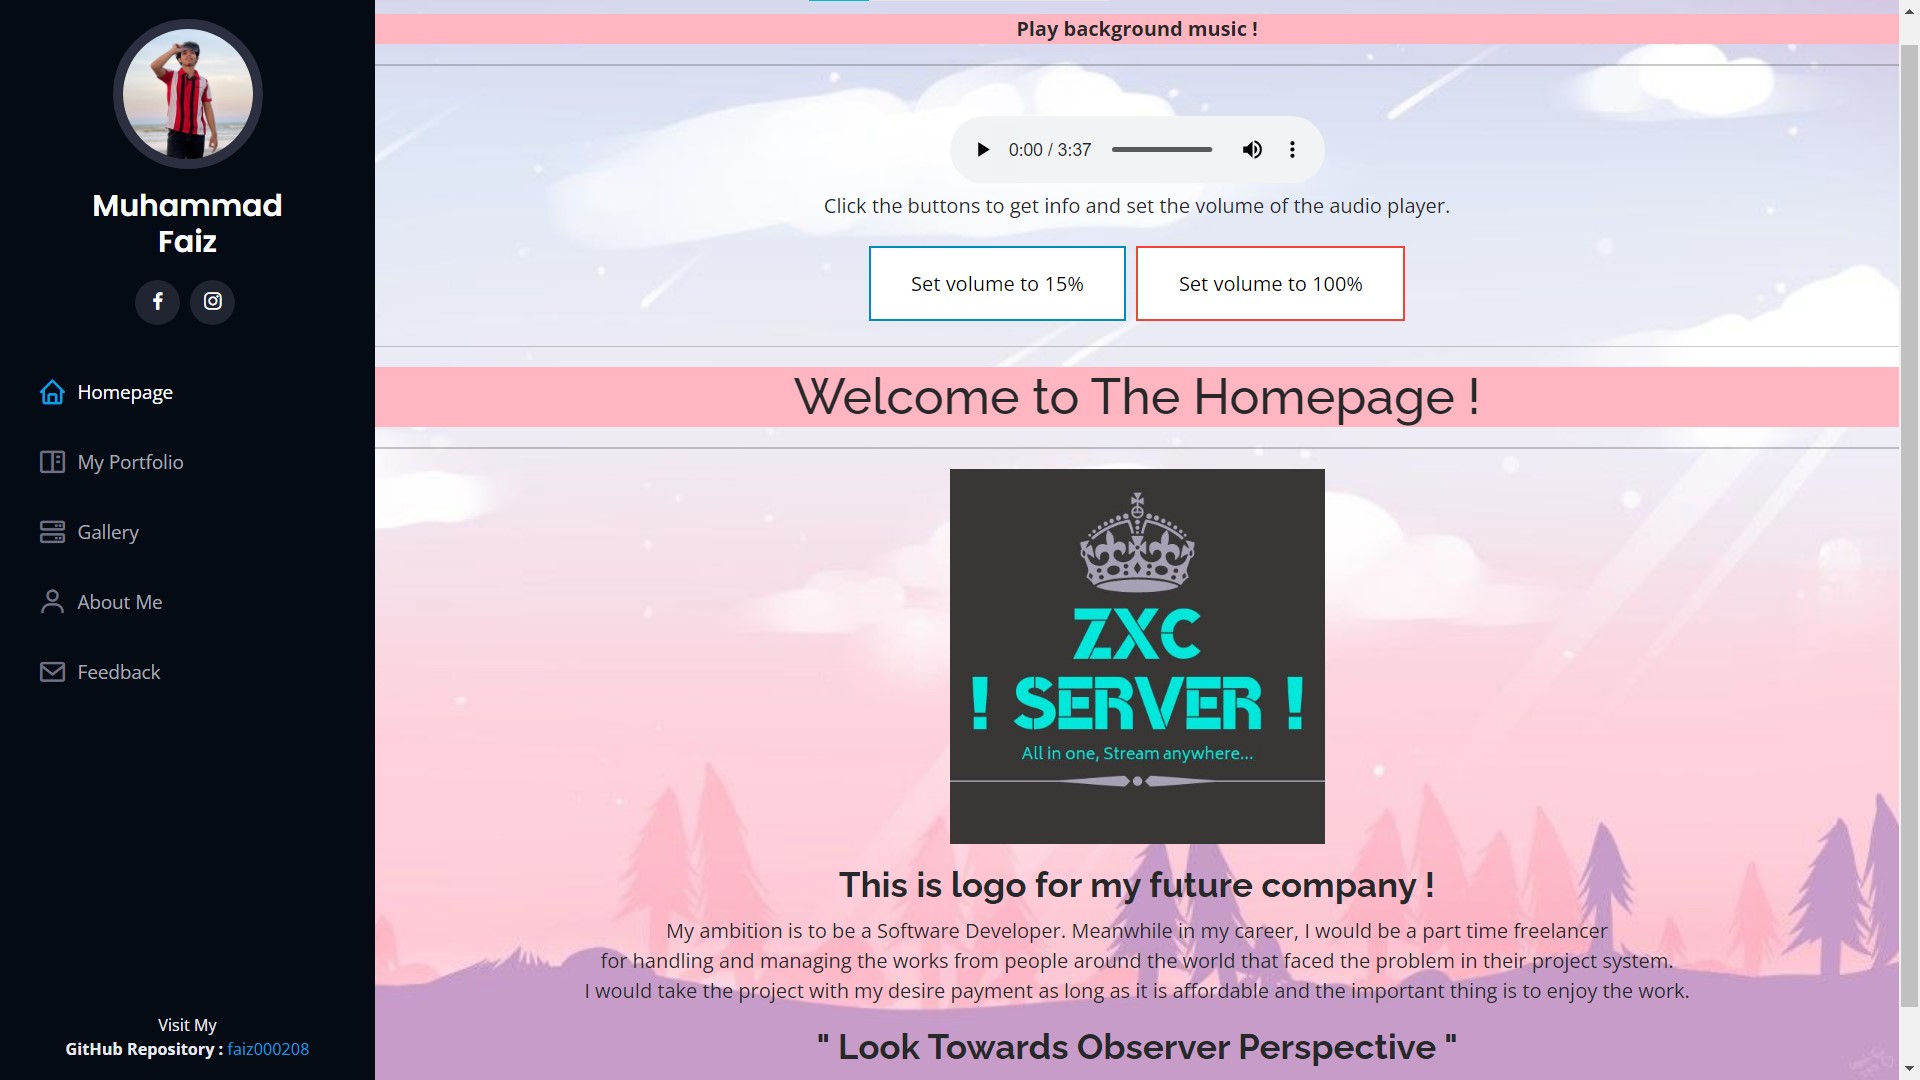 Muhammad
Faiz
Homepage
My Portfolio
Gallery
About Me
Feedback
Visit My
GitHub Repository : faiz000208
Play background music !
0:00 / 3:37
Click the buttons to get info and set the volume of the audio player.
Set volume to 15%
Set volume to 100%
Welcome to The Homepage !
ZXC
! SERVER !
All in one, Stream anywhere...
This is logo for my future company !
My ambition is to be a Software Developer. Meanwhile in my career, I would be a part time freelancer
for handling and managing the works from people around the world that faced the problem in their project system.
I would take the project with my desire payment as long as it is affordable and the important thing is to enjoy the work.
" Look Towards Observer Perspective "